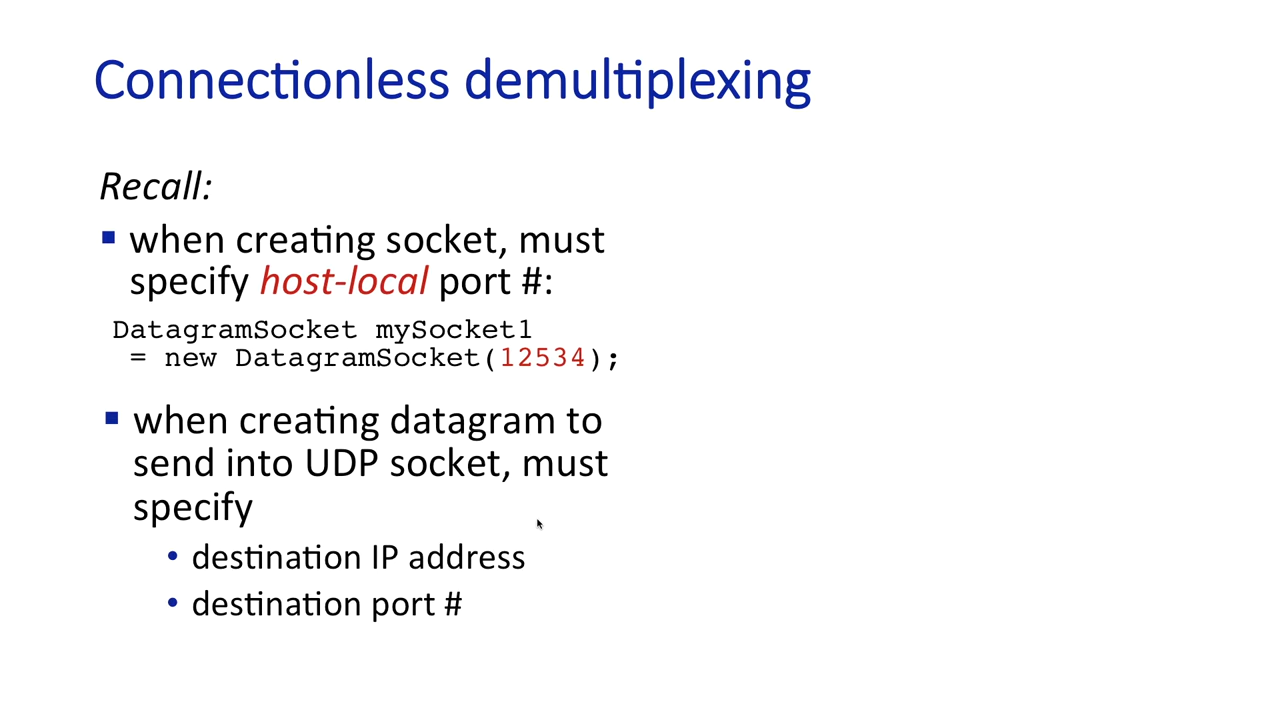 Connectionless demultiplexing
Recall:
▪ when creating socket, must
specify host-local port #:
DatagramSocket mySocket1
= new DatagramSocket(12534);
▪ when creating datagram to
send into UDP socket, must
specify
• destination IP address
• destination port #